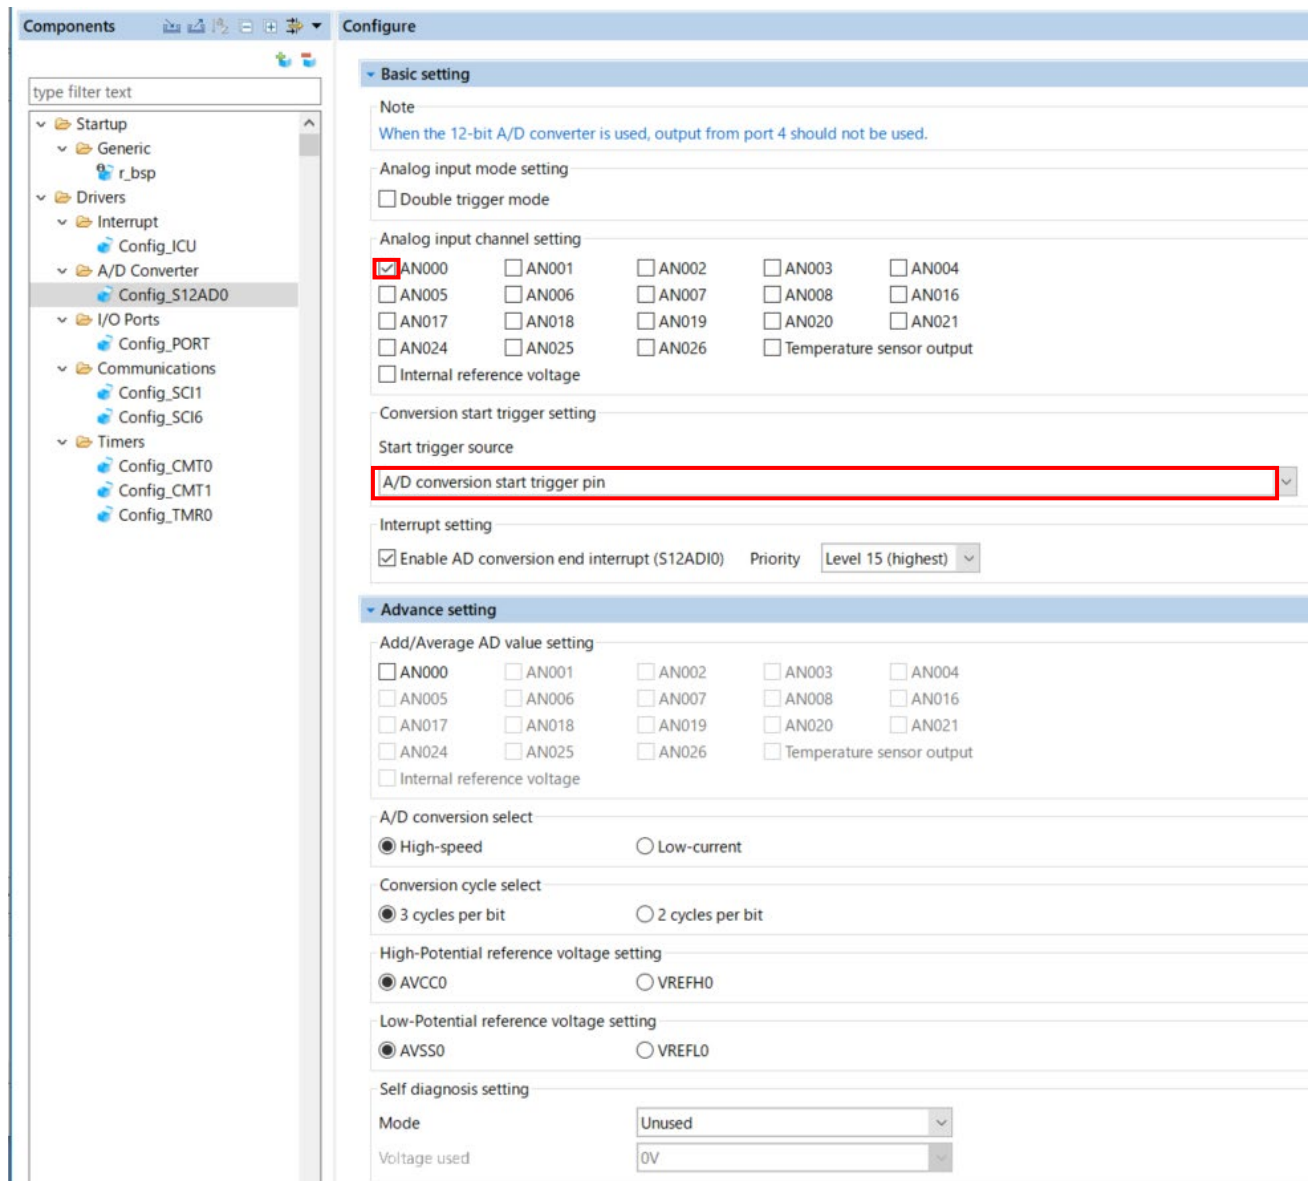 Components
type filter text
Startup
Generic
r_bsp
Drivers
Interrupt
Config_ICU
A/D Converter
Config_S12AD0
I/O Ports
Config_PORT
Communications
Config_SCI1
Config_SCI6
Timers
Config_CMT0
Config_CMT1
Config_TMR0
Configure
Basic setting
Note
When the 12-bit A/D converter is used, output from port 4 should not be used.
Analog input mode setting
Double trigger mode
Analog input channel setting
AN000 AN001 AN002 AN003 AN004
AN005 AN006 AN007 AN008 AN016
AN017 AN018 AN019 AN020 AN021
AN024 AN025 AN026 Temperature sensor output
Internal reference voltage
Conversion start trigger setting
Start trigger source
A/D conversion start trigger pin
Interrupt setting
Enable AD conversion end interrupt (S12ADI0) Priority Level 15 (highest)
Advance setting
Add/Average AD value setting
AN000 AN001 AN002 AN003 AN004
AN005 AN006 AN007 AN008 AN016
AN017 AN018 AN019 AN020 AN021
AN024 AN025 AN026 Temperature sensor output
Internal reference voltage
A/D conversion select
High-speed Low-current
Conversion cycle select
3 cycles per bit 2 cycles per bit
High-Potential reference voltage setting
AVCC0 VREFH0
Low-Potential reference voltage setting
AVSS0 VREFL0
Self diagnosis setting
Mode Unused
Voltage used 0V